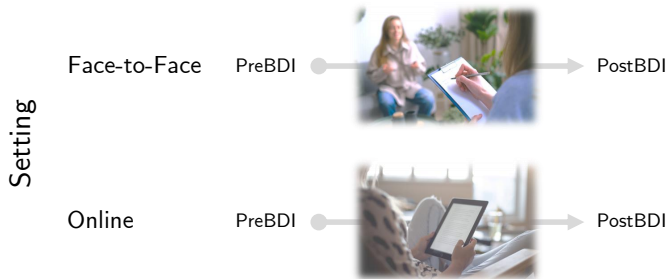 Setting
Face-to-Face PreBDI PostBDI
Online PreBDI PostBDI